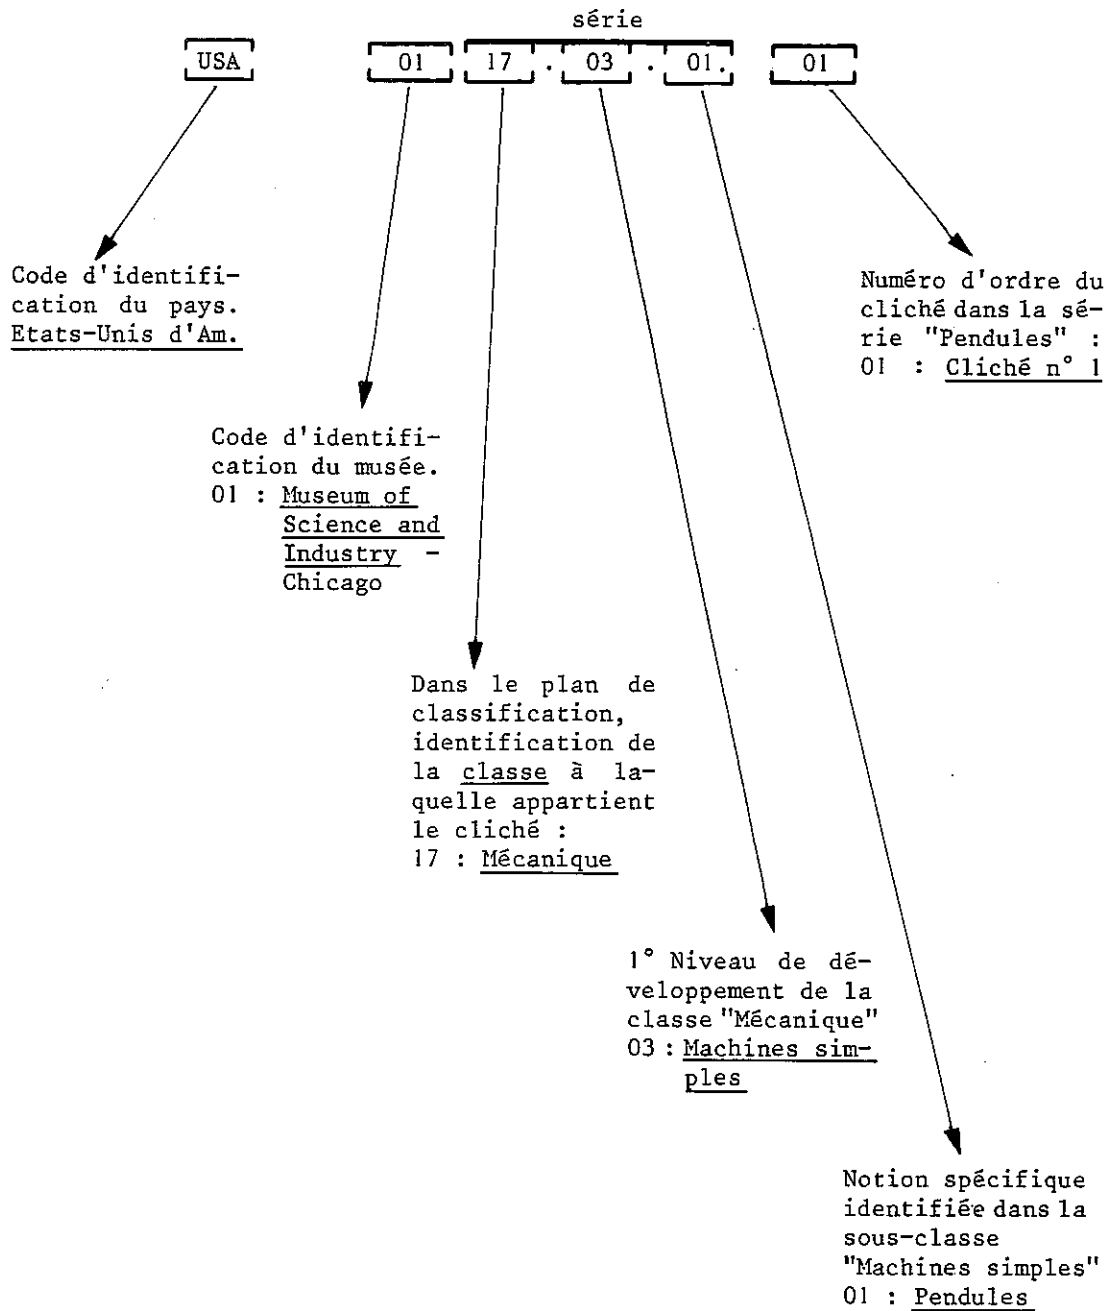 série
USA 01 17 . 03 . 01. 01
Code d'identifi-
cation du pays.
Etats-Unis d'Am.
Numéro d'ordre du
cliché dans la sé-
rie "Pendules" :
01 : Cliché n° 1
Code d'identifi-
cation du musée.
01 : Museum of
Science and
Industry -
Chicago
Dans le plan de
classification,
identification de
la classe à la-
quelle appartient
le cliché :
17 : Mécanique
1° Niveau de dé-
veloppement de la
classe "Mécanique"
03 : Machines sim-
ples
Notion spécifique
identifiée dans la
sous-classe
"Machines simples"
01 : Pendules